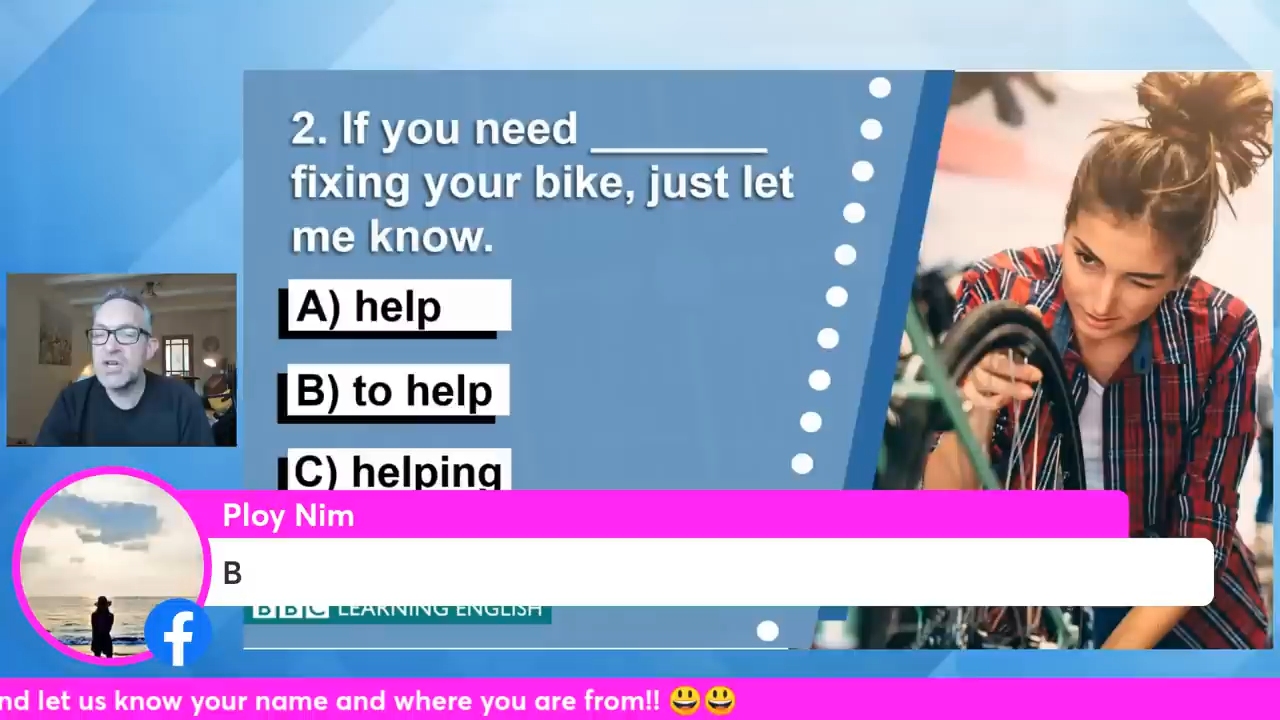 2. If you need _______
fixing your bike, just let
me know.
A) help
B) to help
C) helping
Ploy Nim
B
BBC LEARNING ENGLISH
nd let us know your name and where you are from!! 😃😃